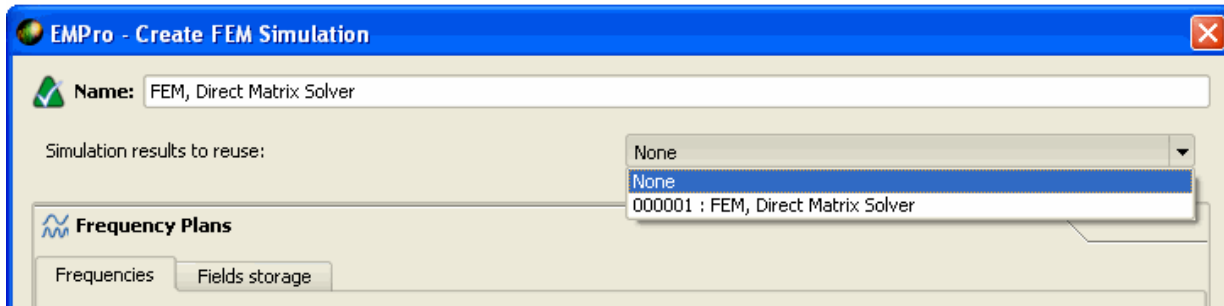 EMPro - Create FEM Simulation
Name: FEM, Direct Matrix Solver
Simulation results to reuse: None
None
000001 : FEM, Direct Matrix Solver
Frequency Plans
Frequencies Fields storage